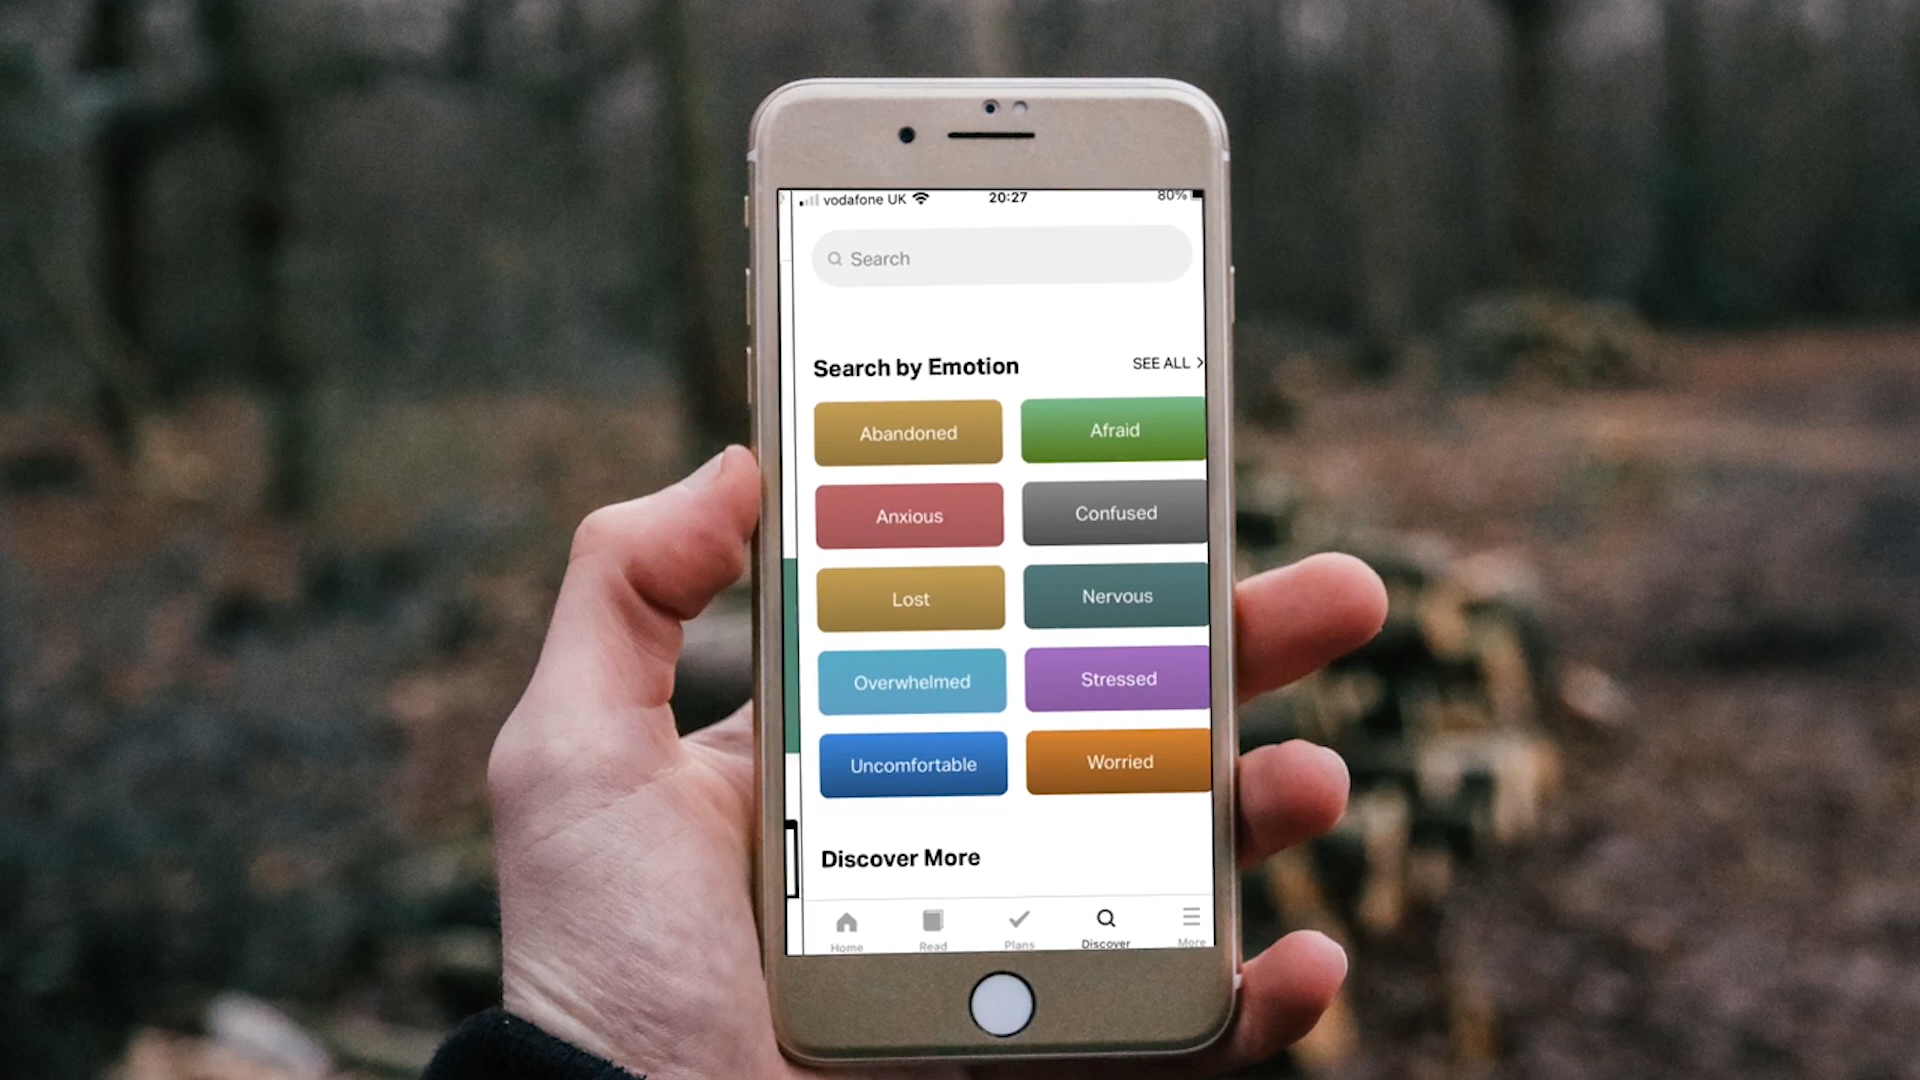 vodafone UK 20:27 80%
Search
Search by Emotion SEE ALL
Abandoned Afraid
Anxious Confused
Lost Nervous
Overwhelmed Stressed
Uncomfortable Worried
Discover More
Home Read Plans Discover More